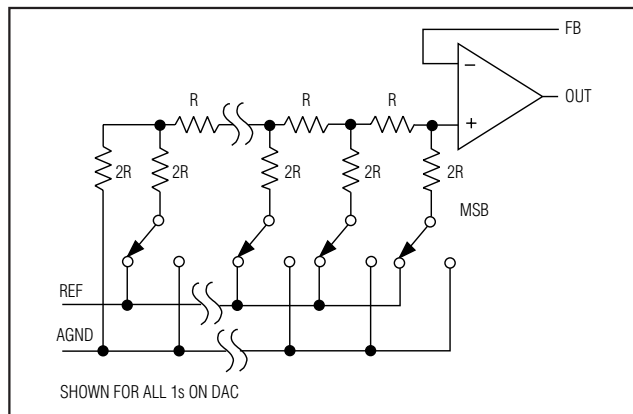 FB
−
OUT
+
R
R
R
2R
2R
2R
2R
2R
MSB
REF
AGND
SHOWN FOR ALL 1s ON DAC